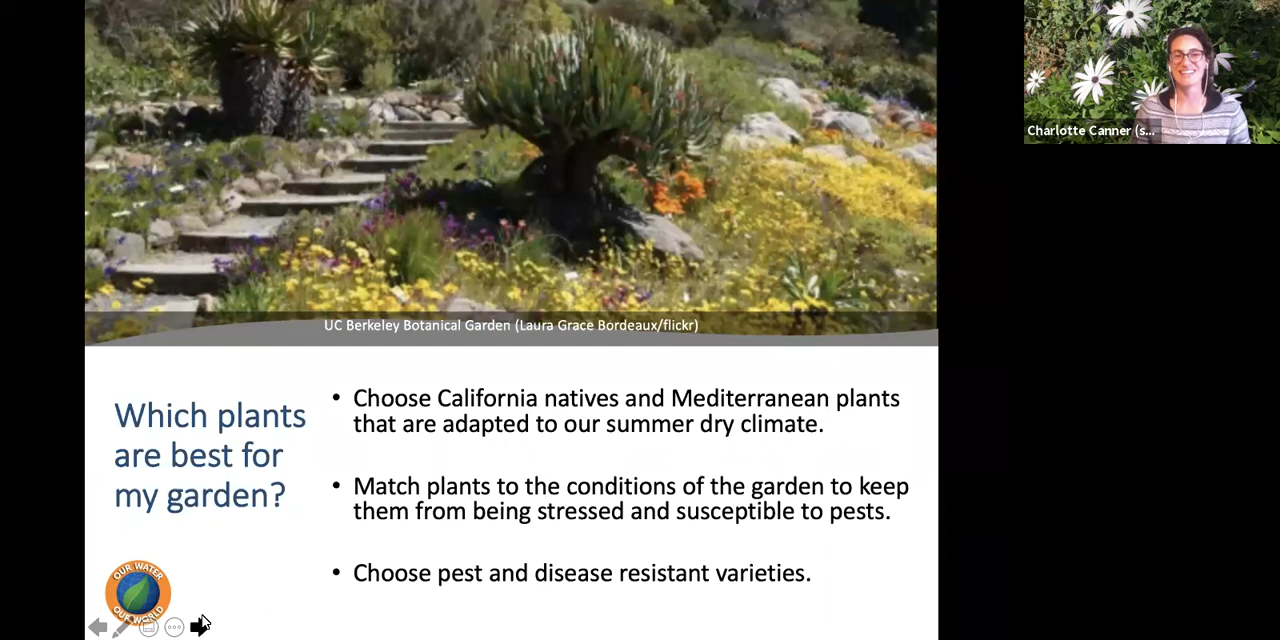 Charlotte Canner (s...
UC Berkeley Botanical Garden (Laura Grace Bordeaux/flickr)
Which plants
are best for
my garden?
• Choose California natives and Mediterranean plants
that are adapted to our summer dry climate.
• Match plants to the conditions of the garden to keep
them from being stressed and susceptible to pests.
• Choose pest and disease resistant varieties.
OUR WATER
OUR WORLD